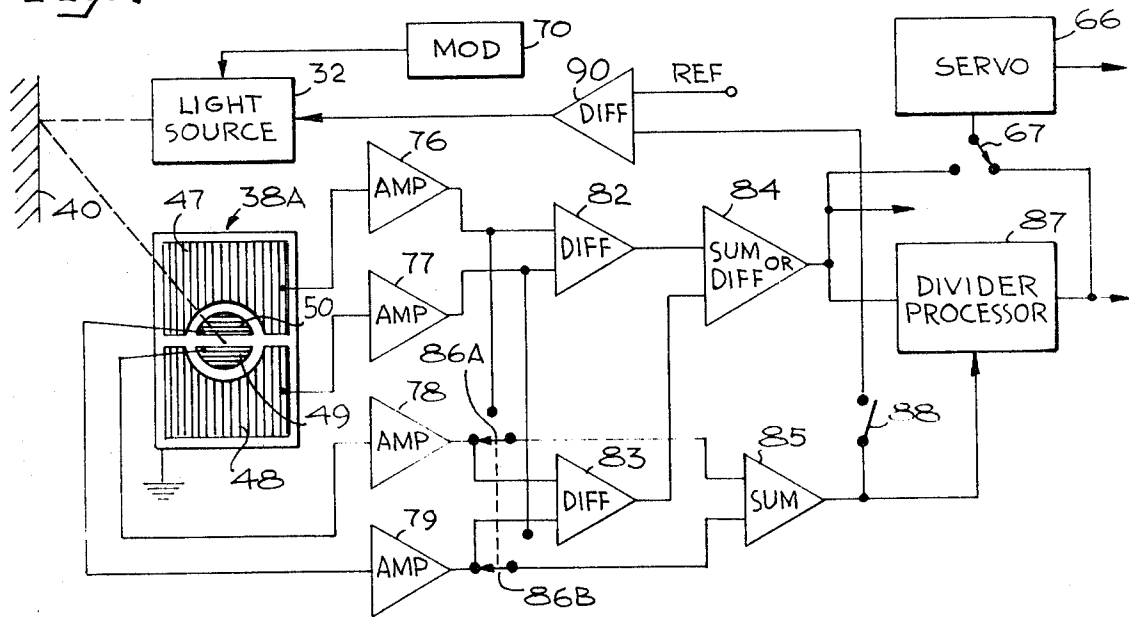 70
MOD
66
SERVO
32
LIGHT
SOURCE
90
DIFF
REF
67
76
AMP
40
47
38A
82
DIFF
84
SUM OR
DIFF
87
DIVIDER
PROCESSOR
77
AMP
50
86A
49
78
AMP
88
85
SUM
83
DIFF
48
79
AMP
86B